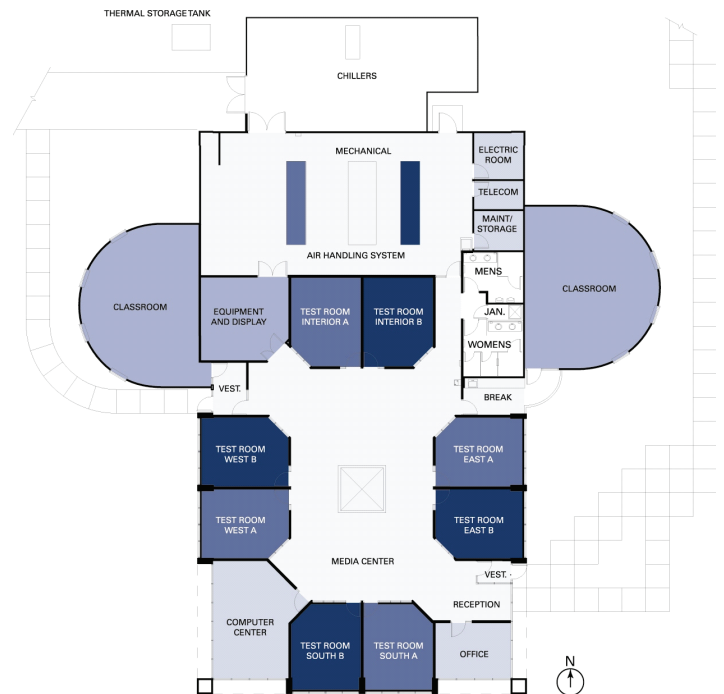 THERMAL STORAGE TANK
CHILLERS
MECHANICAL
ELECTRIC
ROOM
TELECOM
MAINT/
STORAGE
AIR HANDLING SYSTEM
MENS
CLASSROOM
EQUIPMENT
AND DISPLAY
TEST ROOM
INTERIOR A
TEST ROOM
INTERIOR B
JAN.
WOMENS
CLASSROOM
VEST.
BREAK
TEST ROOM
WEST B
TEST ROOM
EAST A
TEST ROOM
WEST A
TEST ROOM
EAST B
MEDIA CENTER
VEST.
RECEPTION
COMPUTER
CENTER
TEST ROOM
SOUTH B
TEST ROOM
SOUTH A
OFFICE
N